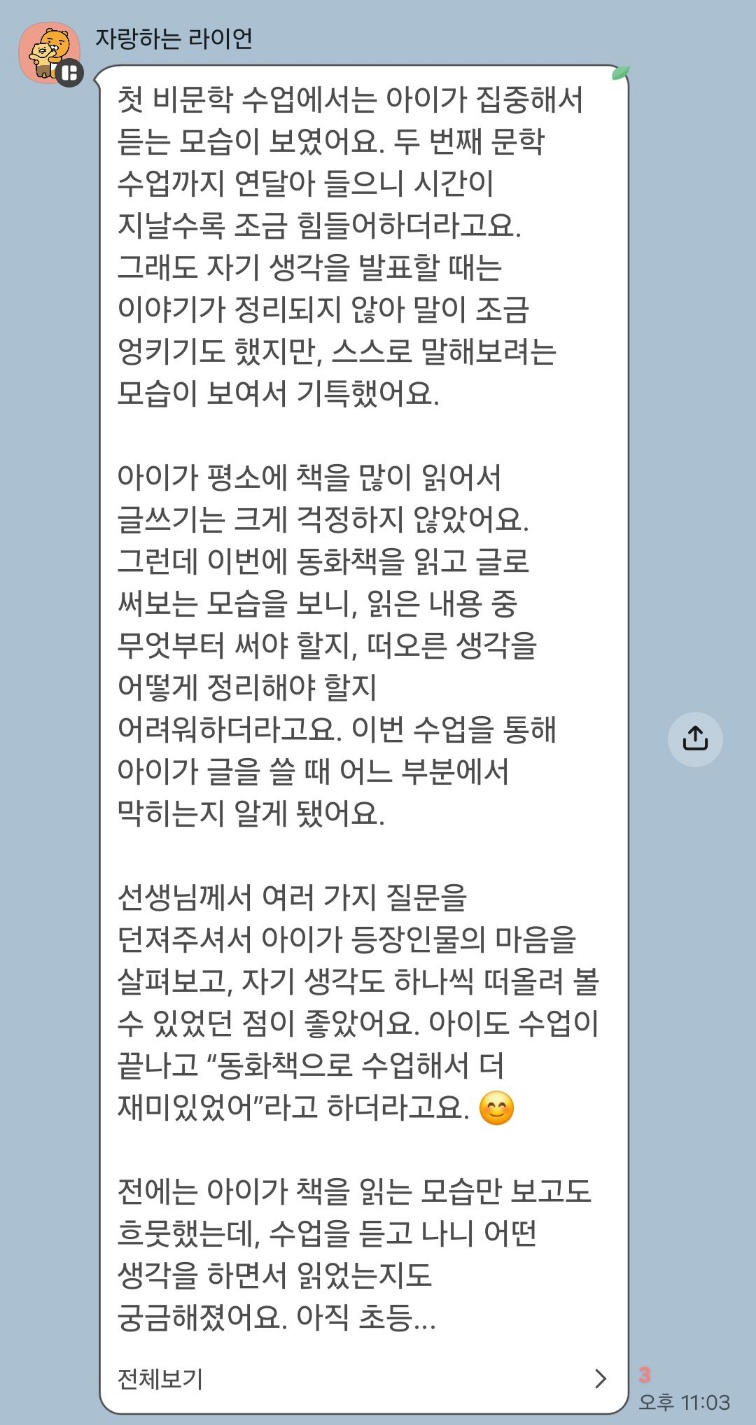 자랑하는 라이언
첫 비문학 수업에서는 아이가 집중해서
듣는 모습이 보였어요. 두 번째 문학
수업까지 연달아 들으니 시간이
지날수록 조금 힘들어하더라고요.
그래도 자기 생각을 발표할 때는
이야기가 정리되지 않아 말이 조금
엉키기도 했지만, 스스로 말해보려는
모습이 보여서 기특했어요.
아이가 평소에 책을 많이 읽어서
글쓰기는 크게 걱정하지 않았어요.
그런데 이번에 동화책을 읽고 글로
써보는 모습을 보니, 읽은 내용 중
무엇부터 써야 할지, 떠오른 생각을
어떻게 정리해야 할지
어려워하더라고요. 이번 수업을 통해
아이가 글을 쓸 때 어느 부분에서
막히는지 알게 됐어요.
선생님께서 여러 가지 질문을
던져주셔서 아이가 등장인물의 마음을
살펴보고, 자기 생각도 하나씩 떠올려 볼
수 있었던 점이 좋았어요. 아이도 수업이
끝나고 “동화책으로 수업해서 더
재미있었어”라고 하더라고요. 😊
전에는 아이가 책을 읽는 모습만 보고도
흐뭇했는데, 수업을 듣고 나니 어떤
생각을 하면서 읽었는지도
궁금해졌어요. 아직 초등...
전체보기
3
오후 11:03